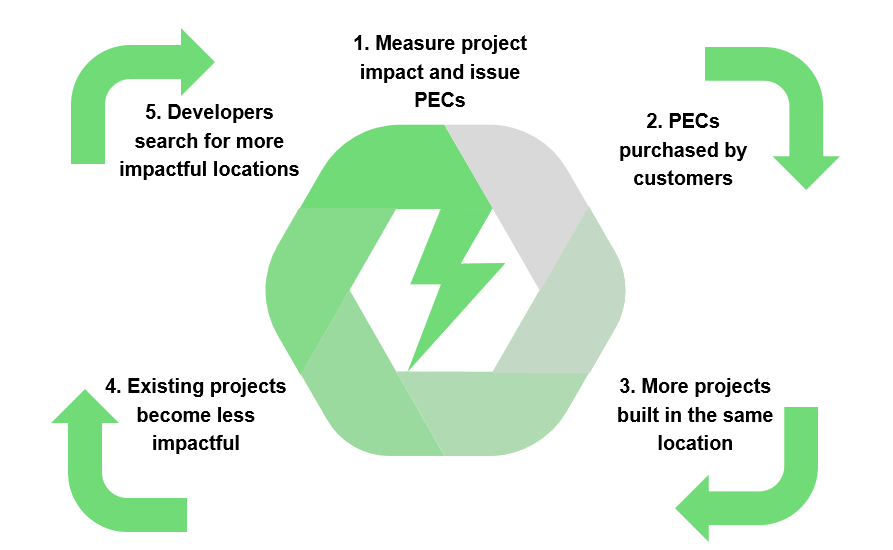 1. Measure project
impact and issue
PECs
2. PECs
purchased by
customers
3. More projects
built in the same
location
4. Existing projects
become less
impactful
5. Developers
search for more
impactful locations